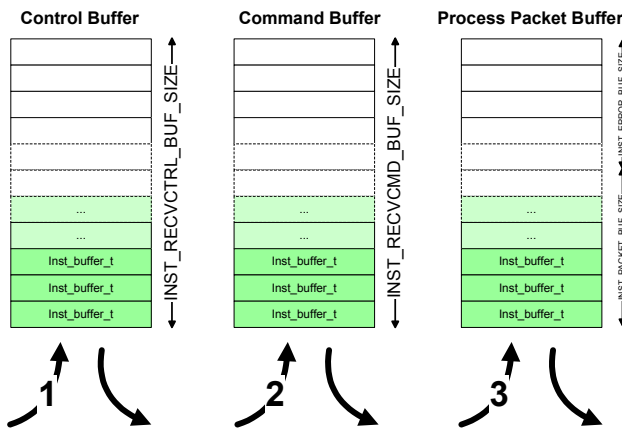 Control Buffer
Command Buffer
Process Packet Buffer
INST_RECVCTRL_BUF_SIZE
INST_RECVCMD_BUF_SIZE
INST_ERROR_BUF_SIZE
INST_PACKET_BUF_SIZE
...
...
...
...
...
...
Inst_buffer_t
Inst_buffer_t
Inst_buffer_t
Inst_buffer_t
Inst_buffer_t
Inst_buffer_t
Inst_buffer_t
Inst_buffer_t
Inst_buffer_t
1
2
3